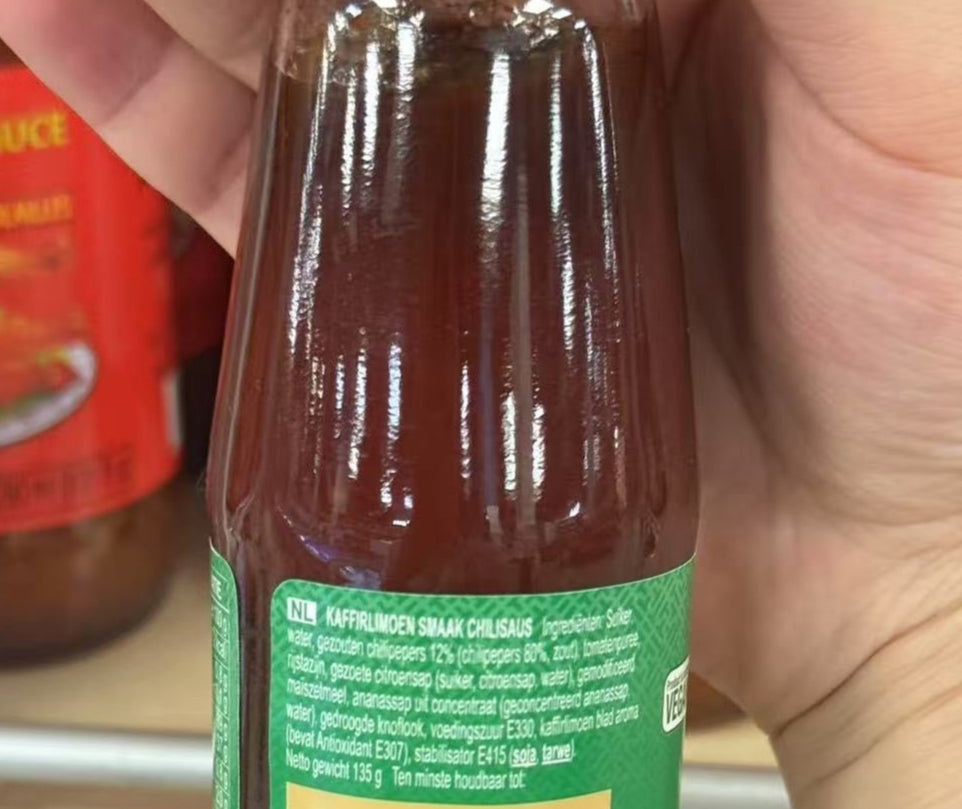 UCE
NL KAFFIRLIMOEN SMAAK CHILISAUS Ingrediënten: Suiker,
water, gezouten chilipepers 12% (chilipepers 80%, zout), tomatenpuree,
rijstazijn, gezoete citroensap (suiker, citroensap, water), gemodificeerd
maïszetmeel, ananassap uit concentraat (geconcentreerd ananassap,
water), gedroogde knoflook, voedingszuur E330, kaffirlimoen blad aroma
(bevat Antioxidant E307), stabilisator E415 (soja, tarwe).
Netto gewicht 135 g Ten minste houdbaar tot:
VEG